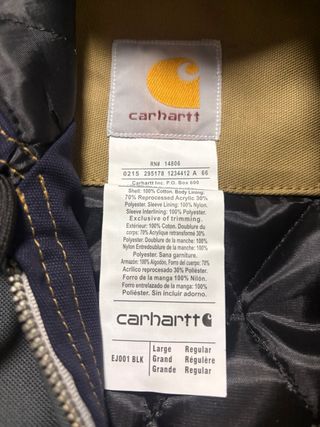 carhartt
RN# 14806
0215 295178 1234412 A 66
Carhartt Inc. P.O. Box 600
Shell: 100% Cotton. Body Lining:
70% Reprocessed Acrylic 30%
Polyester. Sleeve Lining: 100% Nylon.
Sleeve Interlining: 100% Polyester.
Exclusive of trimming.
Extérieur: 100% Coton. Doublure du
corps: 70% Acrylique retransformé 30%
Polyester. Doublure de la manche: 100%
Nylon Entredoublure de la manche: 100%
Polyester. Sans garniture.
Armazón: 100% Algodón. Forro del cuerpo: 70%
Acrílico reprocesado 30% Poliéster.
Forro de la manga 100% Nilón.
Forro entrelazado de la manga: 100%
Poliéster. Sin incluir adorno.
carhartt
EJ001 BLK
Large Regular
Grand Régulière
Grande Regular